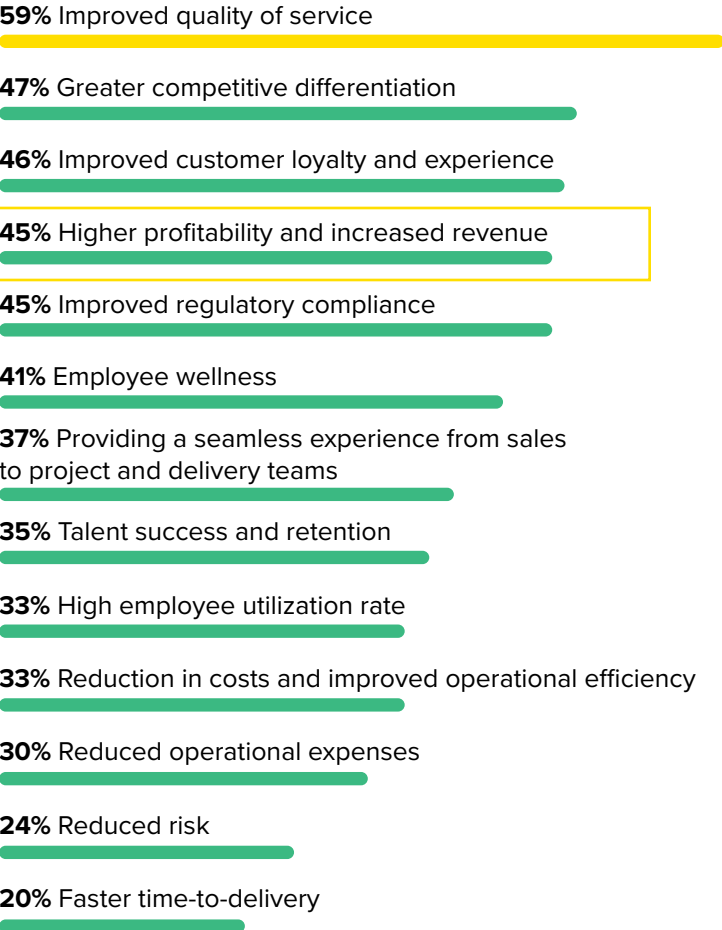 59% Improved quality of service
47% Greater competitive differentiation
46% Improved customer loyalty and experience
45% Higher profitability and increased revenue
45% Improved regulatory compliance
41% Employee wellness
37% Providing a seamless experience from sales
to project and delivery teams
35% Talent success and retention
33% High employee utilization rate
33% Reduction in costs and improved operational efficiency
30% Reduced operational expenses
24% Reduced risk
20% Faster time-to-delivery